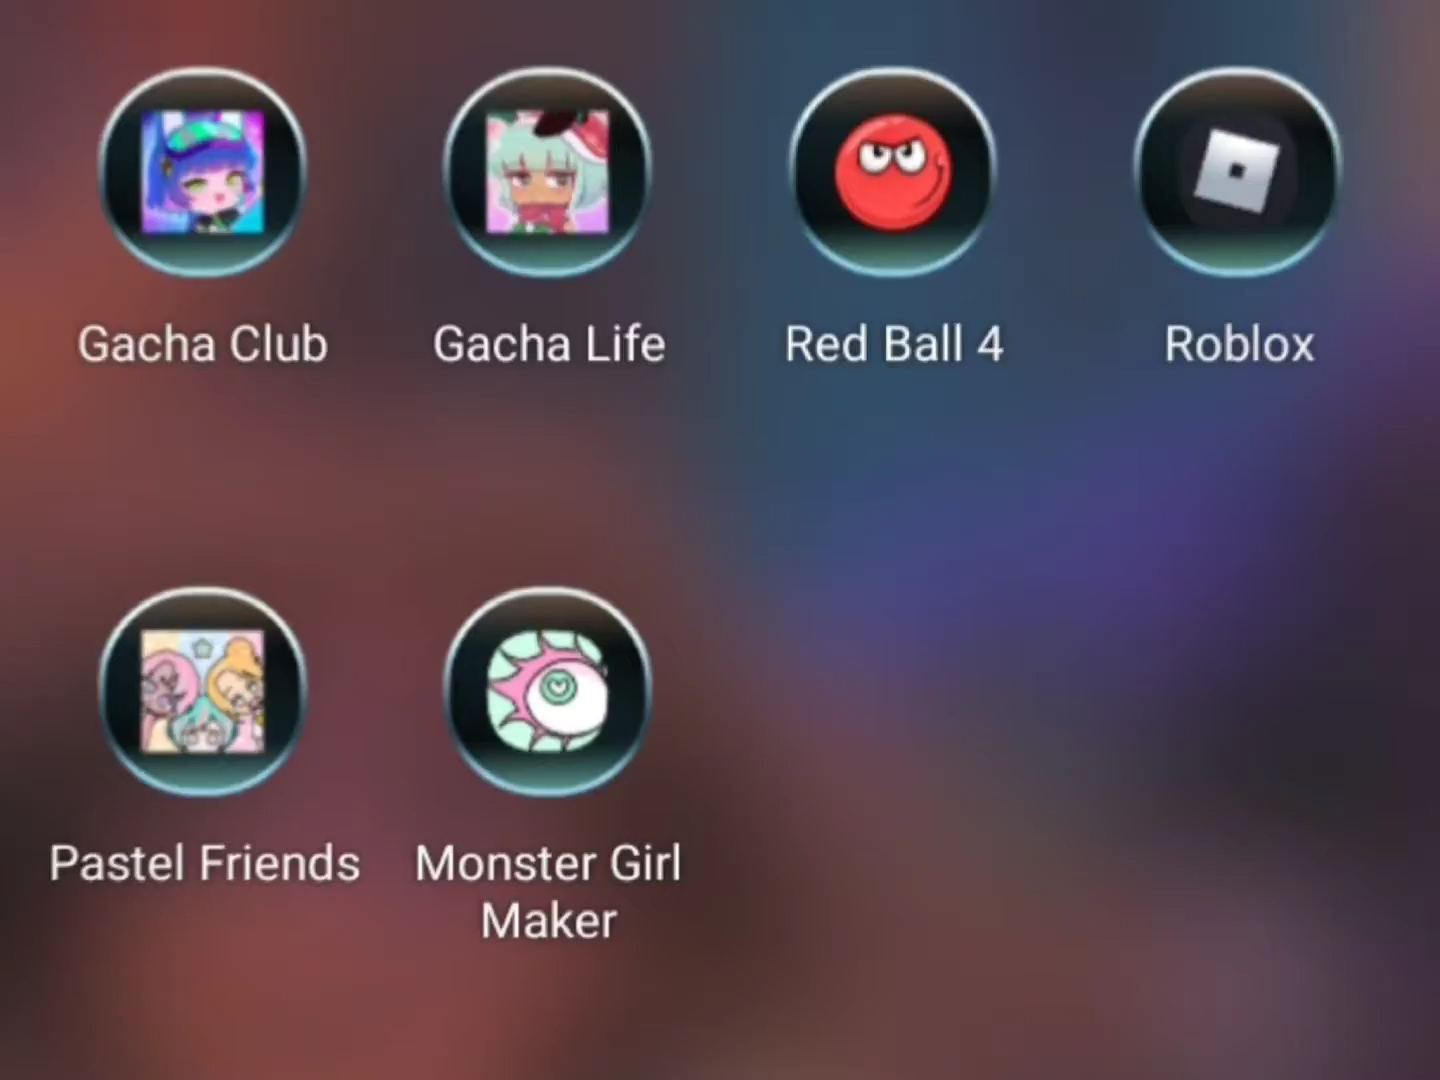 Gacha Club
Gacha Life
Red Ball 4
Roblox
Pastel Friends
Monster Girl
Maker